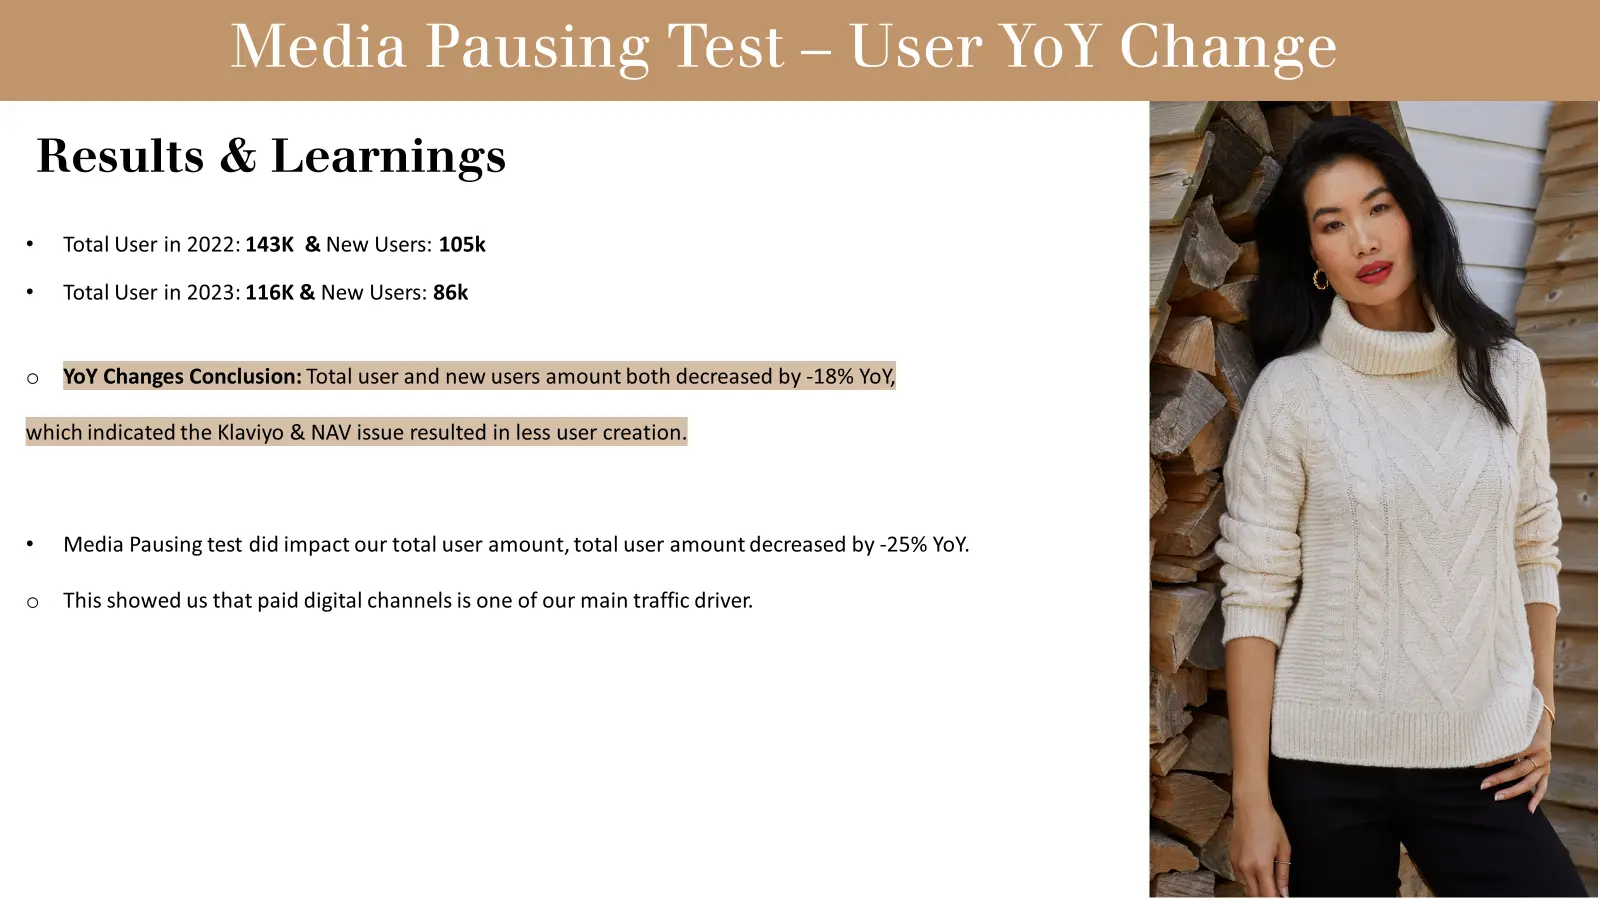 Media Pausing Test – User YoY Change
Results & Learnings
• Total User in 2022: 143K & New Users: 105k
• Total User in 2023: 116K & New Users: 86k
o YoY Changes Conclusion: Total user and new users amount both decreased by -18% YoY,
which indicated the Klaviyo & NAV issue resulted in less user creation.
• Media Pausing test did impact our total user amount, total user amount decreased by -25% YoY.
o This showed us that paid digital channels is one of our main traffic driver.